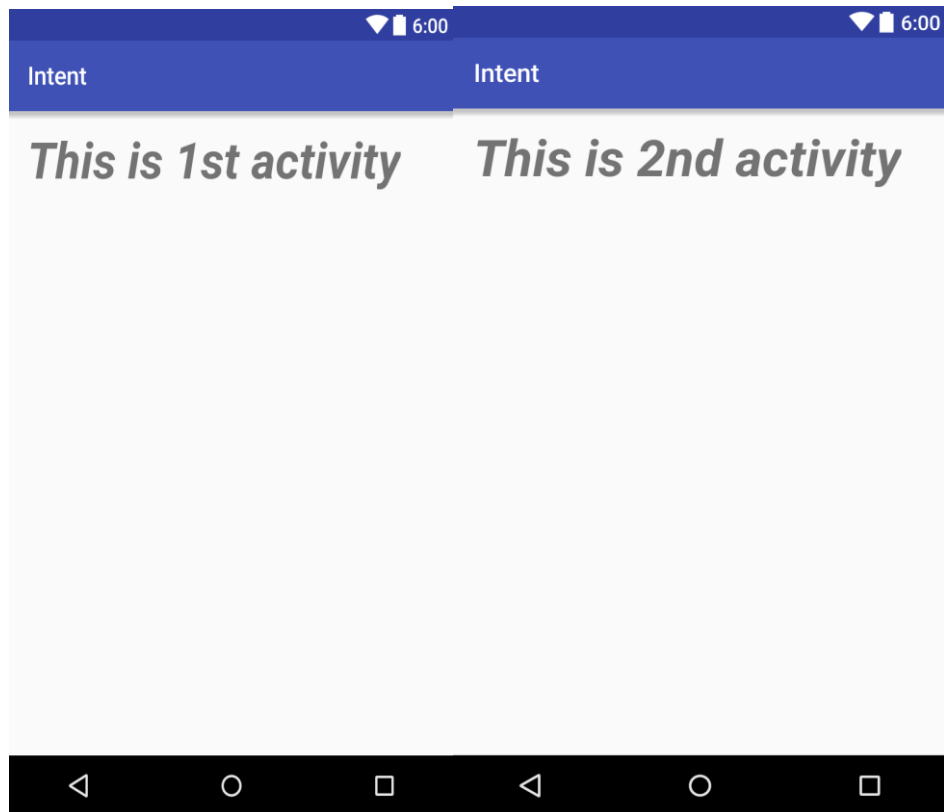 6:00
Intent
This is 1st activity
6:00
Intent
This is 2nd activity